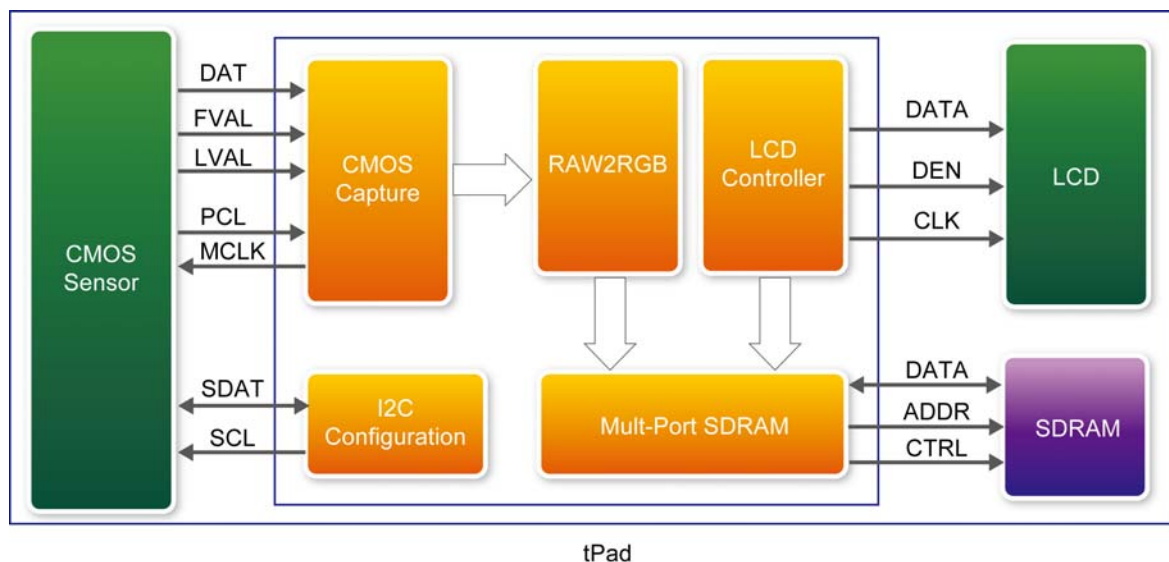 CMOS
Sensor
DAT
FVAL
LVAL
PCL
MCLK
SDAT
SCL
CMOS
Capture
I2C
Configuration
RAW2RGB
LCD
Controller
Mult-Port SDRAM
DATA
DEN
CLK
LCD
DATA
ADDR
CTRL
SDRAM
tPad